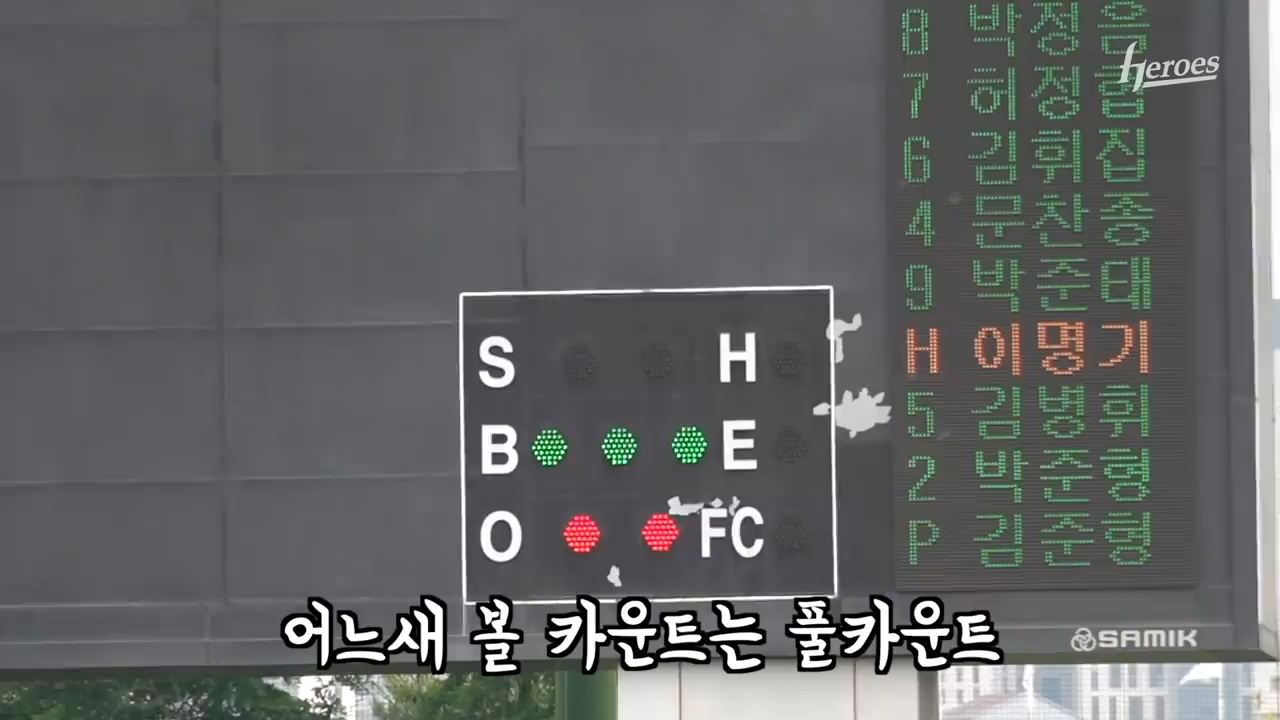 8 박정음
heroes
7 허정협
6 김휘집
4 문찬종
9 박준태
H 이명기
5 김병휘
2 박준형
P 김준형
S H
B E
O FC
어느새 볼 카운트는 풀카운트
SAMIK